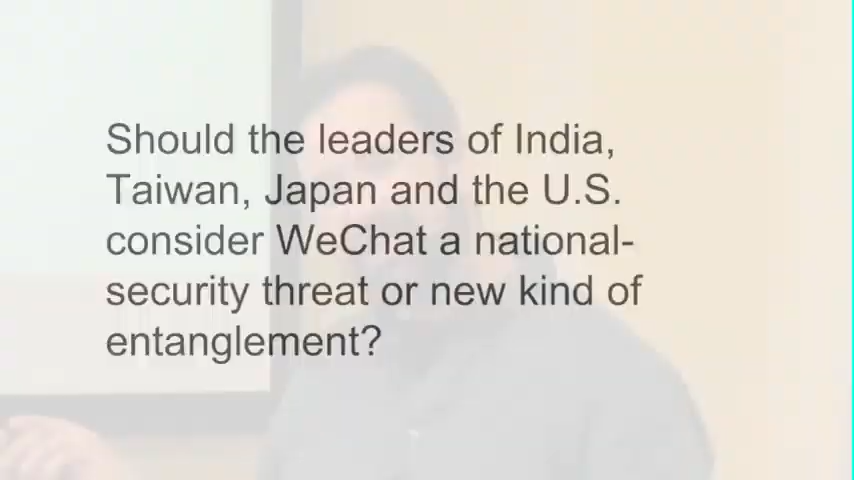 Should the leaders of India,
Taiwan, Japan and the U.S.
consider WeChat a national-
security threat or new kind of
entanglement?